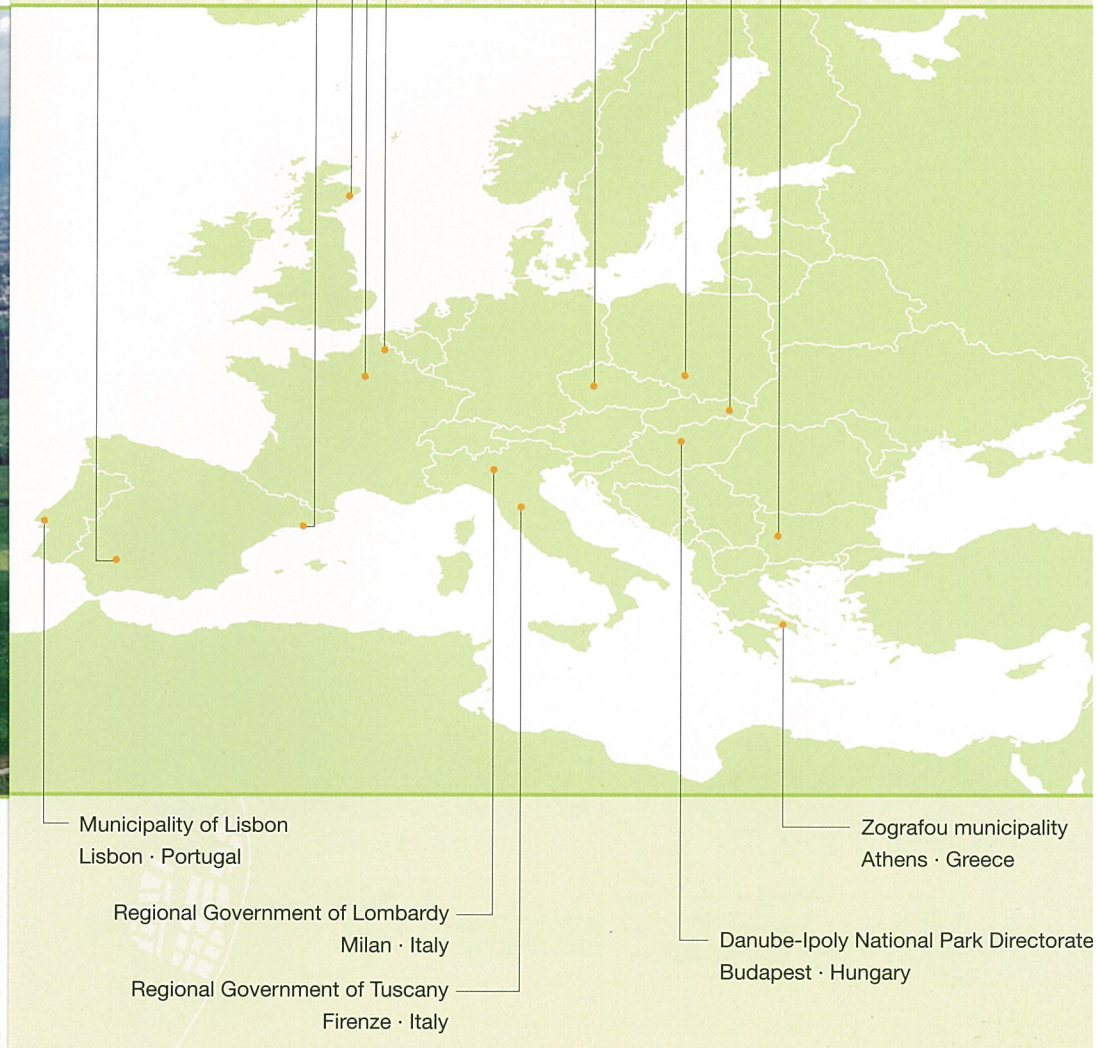 Municipality of Lisbon
Lisbon · Portugal
Regional Government of Lombardy
Milan · Italy
Regional Government of Tuscany
Firenze · Italy
Zografou municipality
Athens · Greece
Danube-Ipoly National Park Directorate
Budapest · Hungary